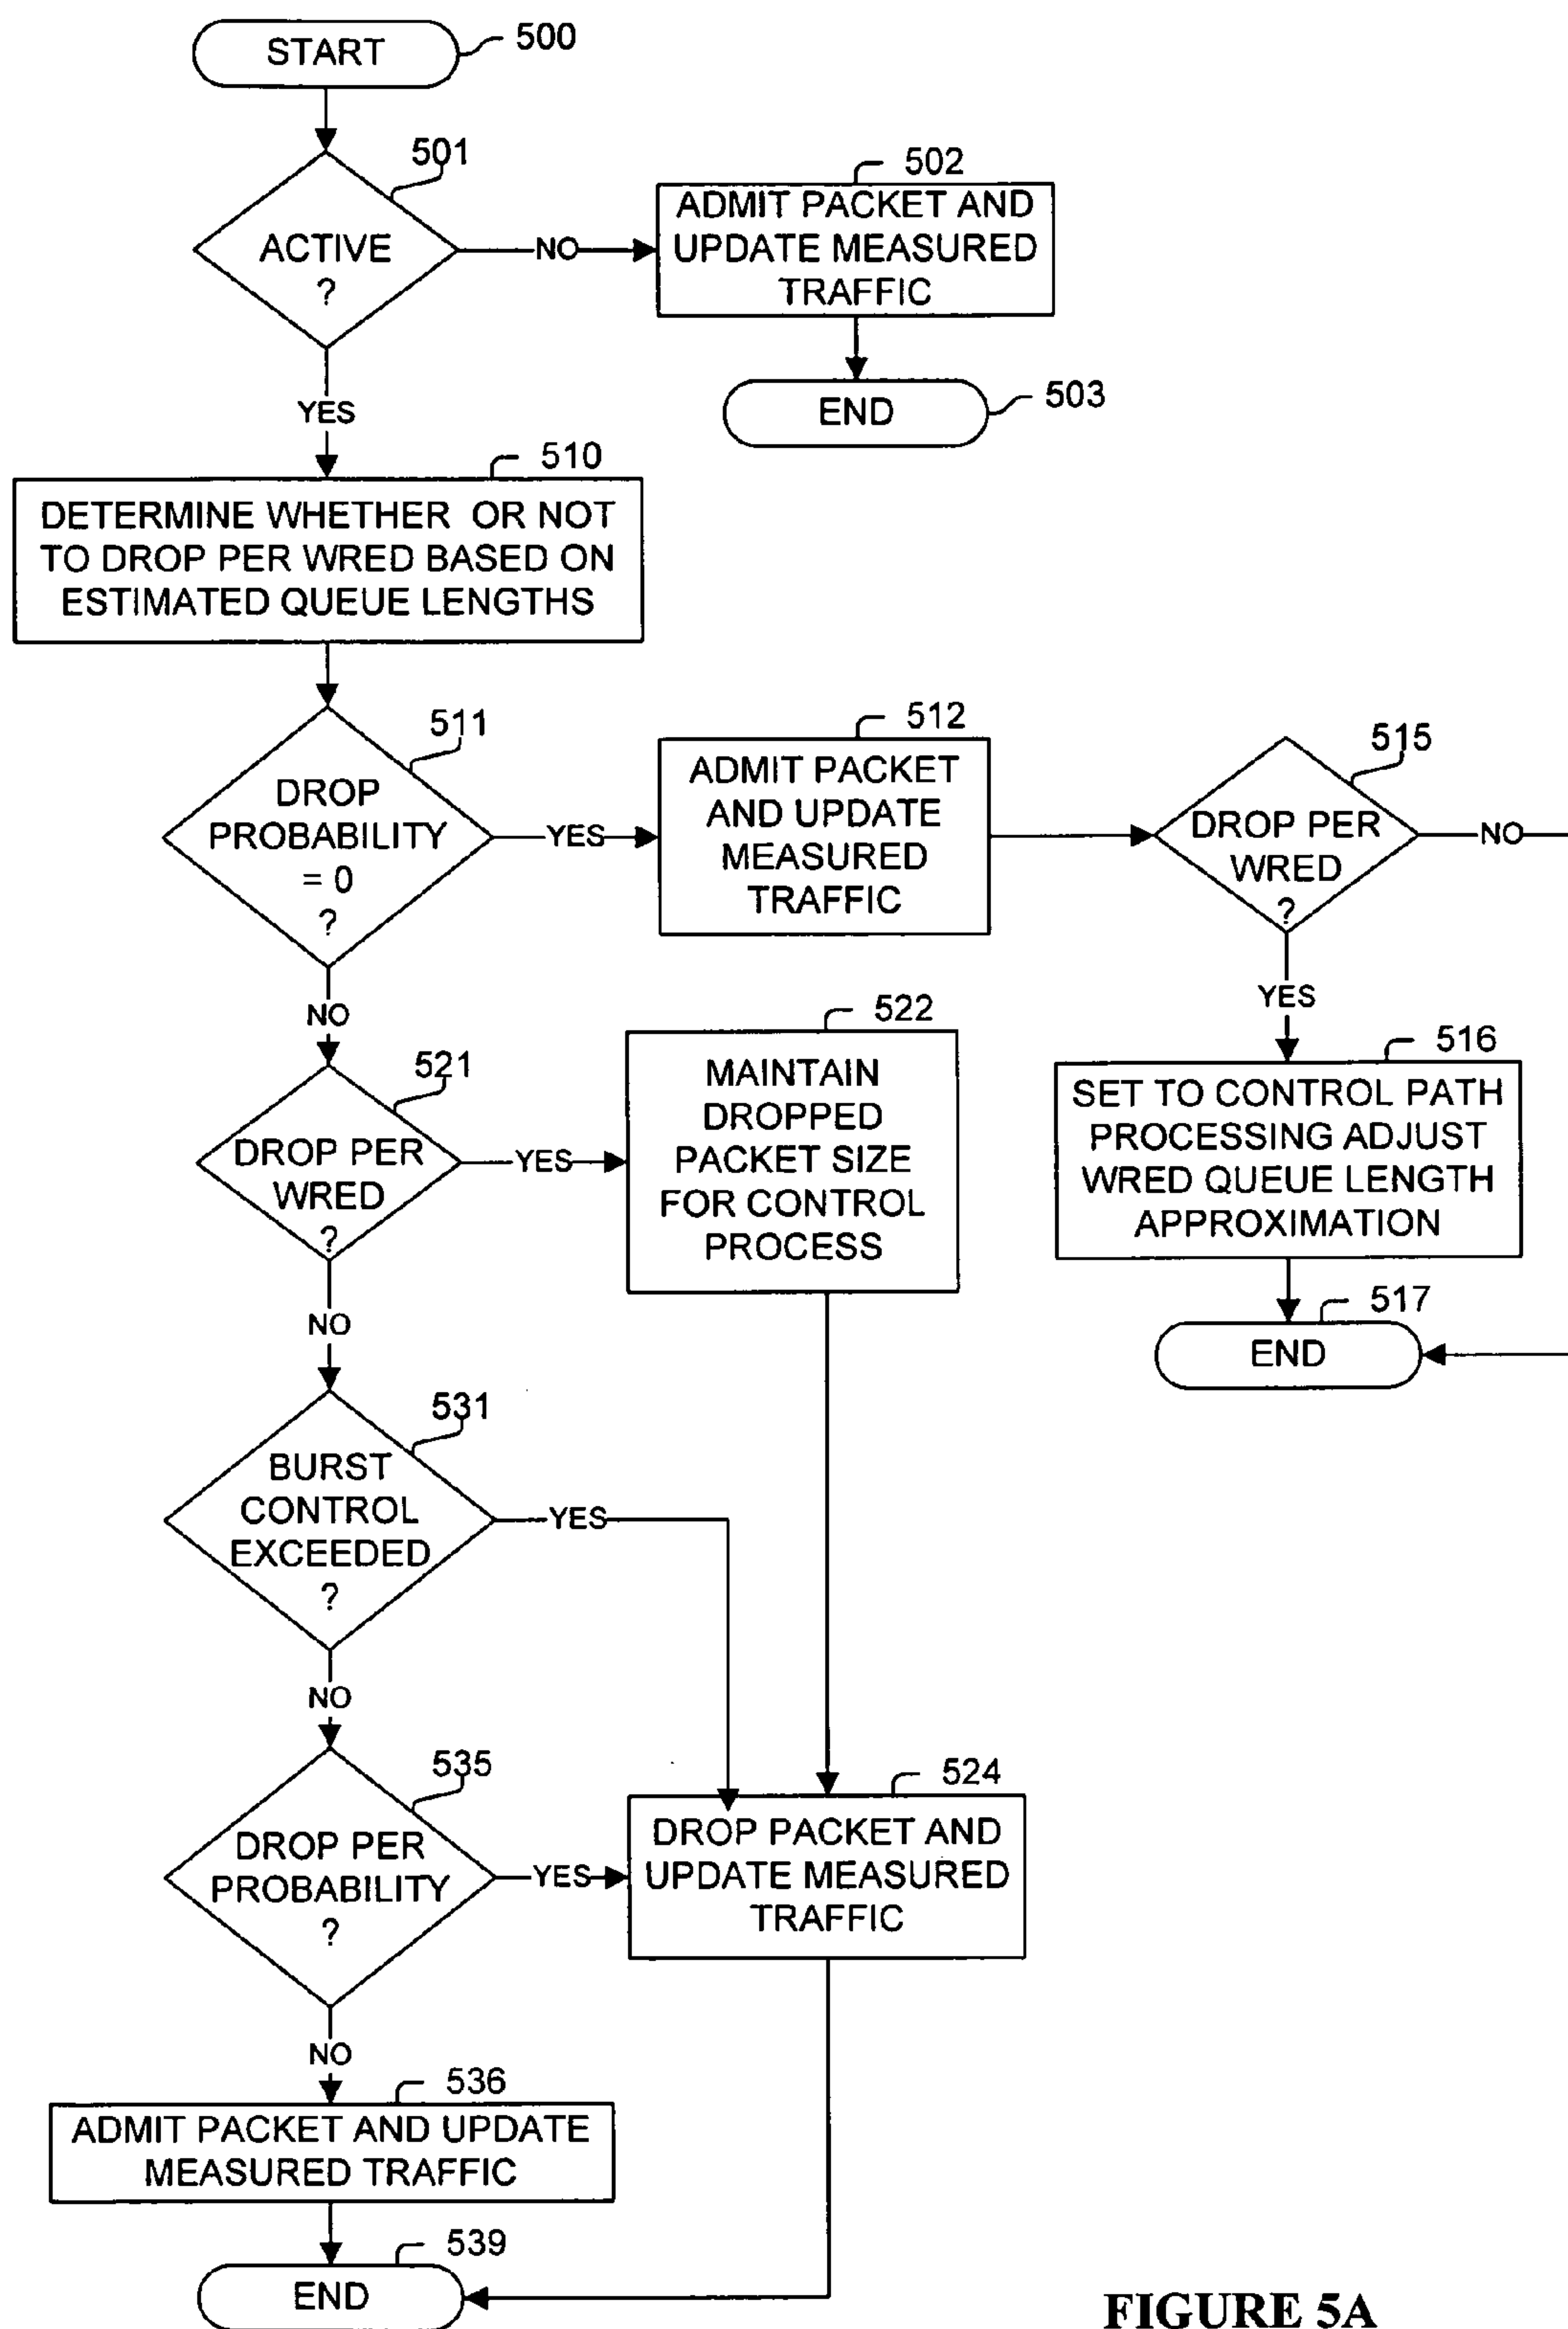 START
500
501
ACTIVE
?
NO
502
ADMIT PACKET AND
UPDATE MEASURED
TRAFFIC
END
503
YES
510
DETERMINE WHETHER OR NOT
TO DROP PER WRED BASED ON
ESTIMATED QUEUE LENGTHS
511
DROP
PROBABILITY
= 0
?
YES
512
ADMIT PACKET
AND UPDATE
MEASURED
TRAFFIC
515
DROP PER
WRED
?
NO
YES
516
SET TO CONTROL PATH
PROCESSING ADJUST
WRED QUEUE LENGTH
APPROXIMATION
517
END
NO
521
DROP PER
WRED
?
YES
522
MAINTAIN
DROPPED
PACKET SIZE
FOR CONTROL
PROCESS
NO
531
BURST
CONTROL
EXCEEDED
?
YES
NO
535
DROP PER
PROBABILITY
?
YES
524
DROP PACKET AND
UPDATE MEASURED
TRAFFIC
NO
536
ADMIT PACKET AND UPDATE
MEASURED TRAFFIC
539
END
FIGURE 5A